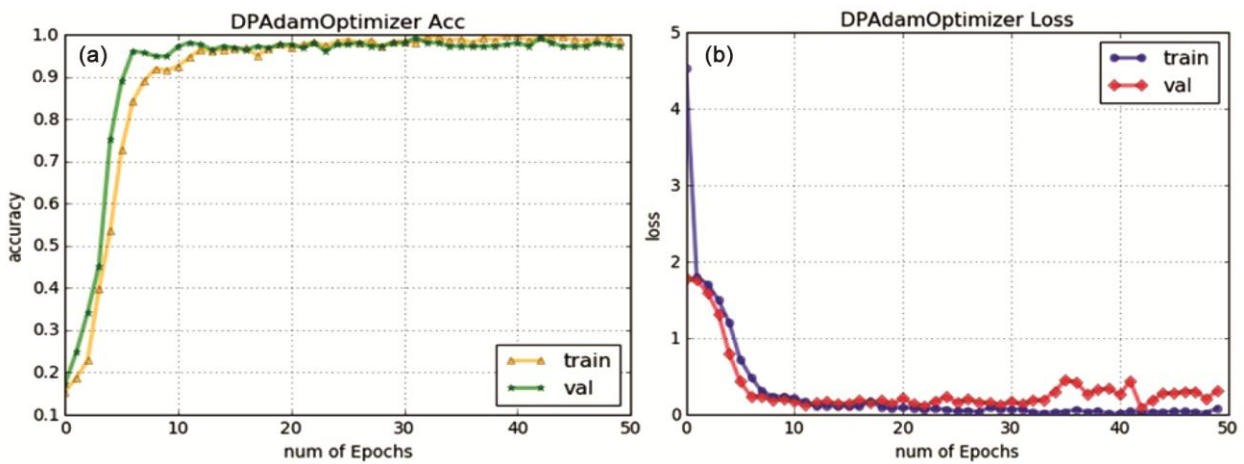 DPAdamOptimizer Acc
(a)
1.0
0.9
0.8
0.7
0.6
0.5
0.4
0.3
0.2
0.1
accuracy
train
val
0 10 20 30 40 50
num of Epochs
DPAdamOptimizer Loss
(b)
5
4
3
2
1
0
loss
train
val
0 10 20 30 40 50
num of Epochs